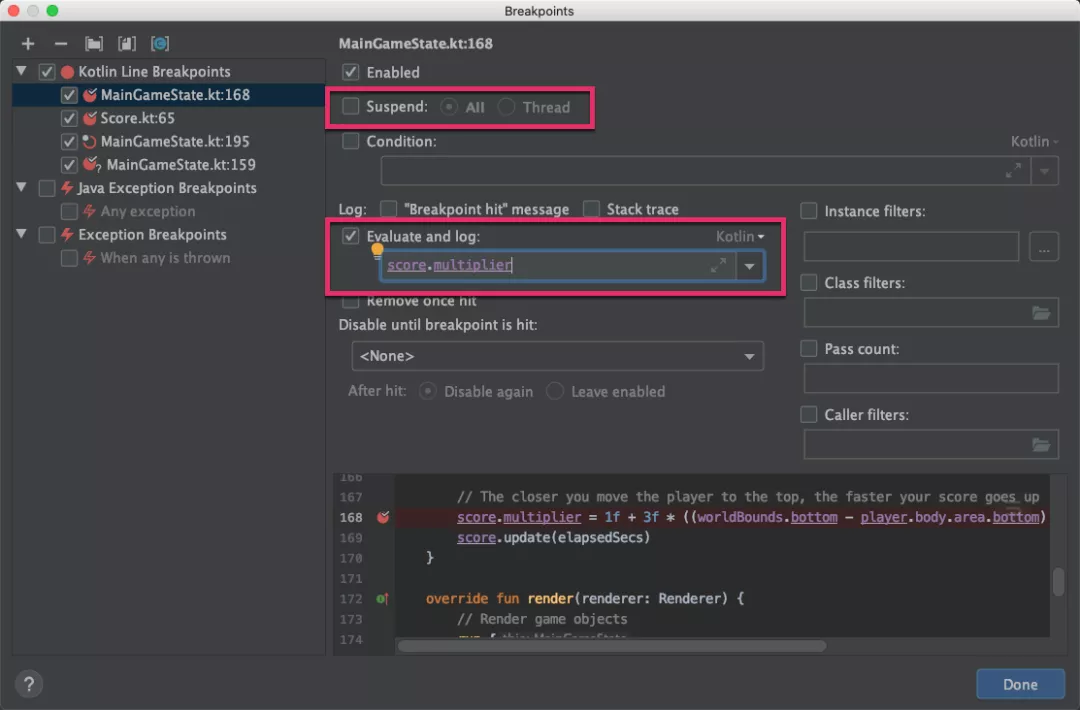 Breakpoints
MainGameState.kt:168
Kotlin Line Breakpoints
MainGameState.kt:168
Score.kt:65
MainGameState.kt:195
MainGameState.kt:159
Java Exception Breakpoints
Any exception
Exception Breakpoints
When any is thrown
Enabled
Suspend: All Thread
Condition: Kotlin
Log: "Breakpoint hit" message Stack trace
Evaluate and log: Kotlin
score.multiplier
Remove once hit
Disable until breakpoint is hit:
<None>
After hit: Disable again Leave enabled
Instance filters:
...
Class filters:
Pass count:
Caller filters:
166
167 // The closer you move the player to the top, the faster your score goes up
168 score.multiplier = 1f + 3f * ((worldBounds.bottom - player.body.area.bottom)
169 score.update(elapsedSecs)
170 }
171
172 override fun render(renderer: Renderer) {
173 // Render game objects
174 run { this: MainGameState
?
Done